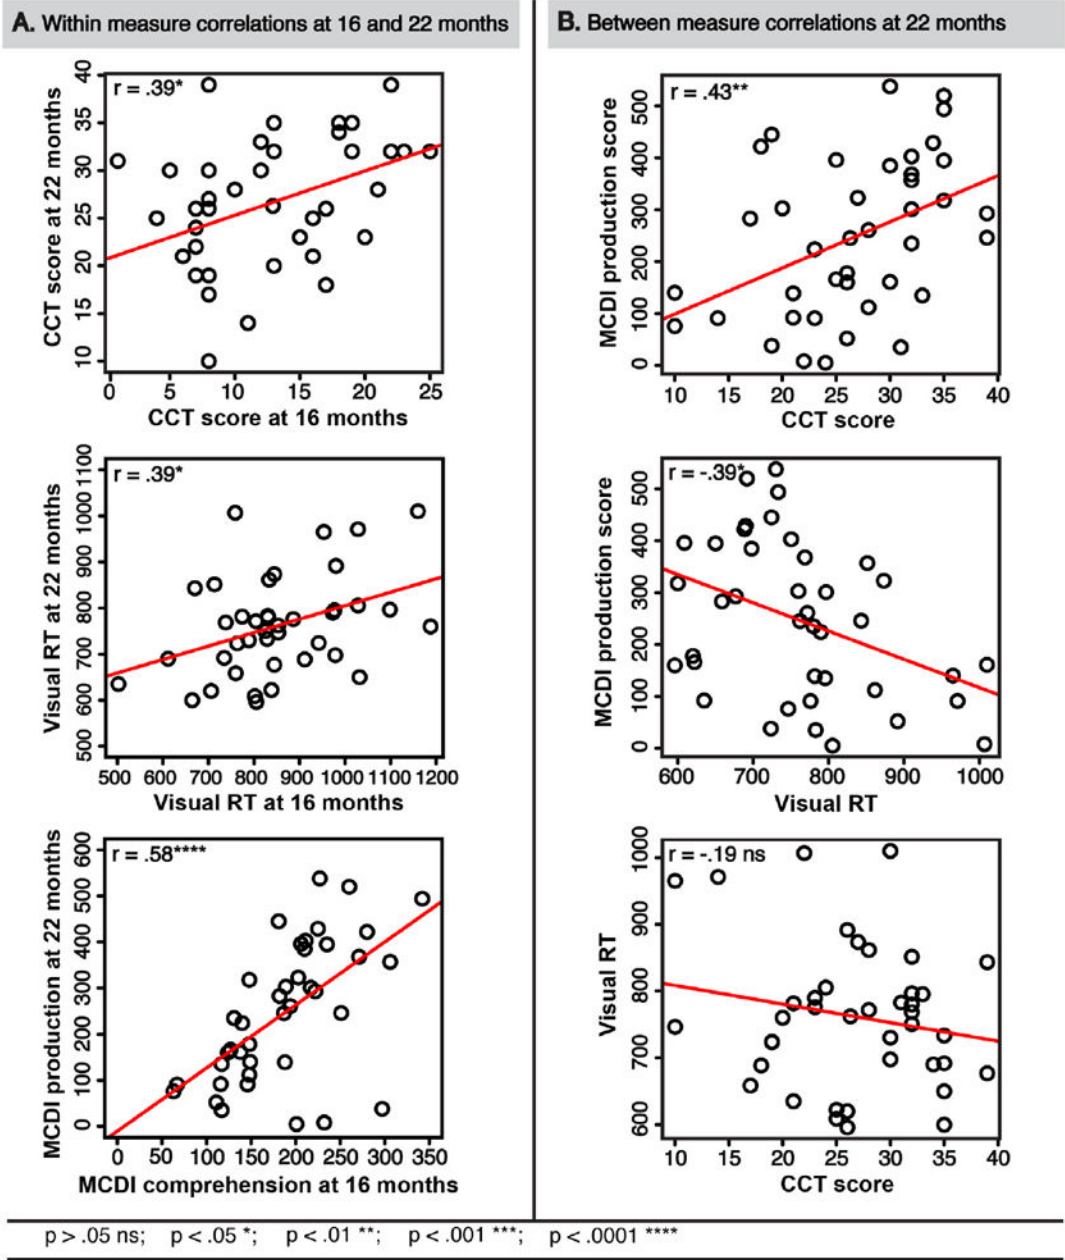 A. Within measure correlations at 16 and 22 months
r = .39*
CCT score at 22 months
10 15 20 25 30 35 40
0 5 10 15 20 25
CCT score at 16 months
r = .39*
Visual RT at 22 months
500 600 700 800 900 1000 1100
500 600 700 800 900 1000 1100 1200
Visual RT at 16 months
r = .58****
MCDI production at 22 months
0 100 200 300 400 500 600
0 50 100 150 200 250 300 350
MCDI comprehension at 16 months
B. Between measure correlations at 22 months
r = .43**
MCDI production score
0 100 200 300 400 500
10 15 20 25 30 35 40
CCT score
r = -.39*
MCDI production score
0 100 200 300 400 500
600 700 800 900 1000
Visual RT
r = -.19 ns
Visual RT
600 700 800 900 1000
10 15 20 25 30 35 40
CCT score
p > .05 ns; p < .05 *; p < .01 **; p < .001 ***; p < .0001 ****